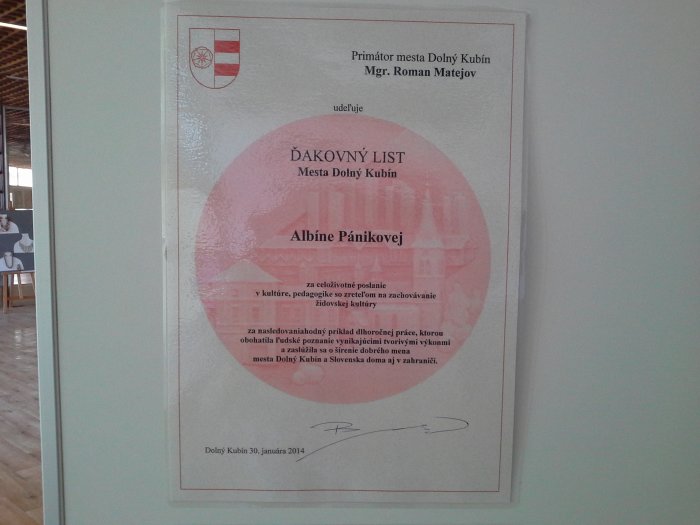 Primátor mesta Dolný Kubín
Mgr. Roman Matejov
udeľuje
ĎAKOVNÝ LIST
Mesta Dolný Kubín
Albíne Pánikovej
za celoživotné poslanie
v kultúre, pedagogike so zreteľom na zachovávanie
židovskej kultúry
za nasledovaniahodný príklad dlhoročnej práce, ktorou
obohatila ľudské poznanie vynikajúcimi tvorivými výkonmi
a zaslúžila sa o šírenie dobrého mena
mesta Dolný Kubín a Slovenska doma aj v zahraničí.
Dolný Kubín 30. januára 2014